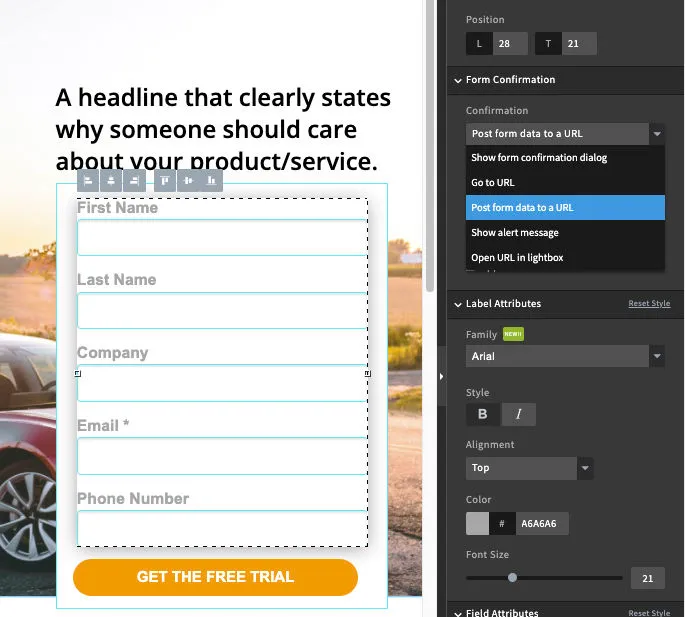 A headline that clearly states
why someone should care
about your product/service.
First Name
Last Name
Company
Email *
Phone Number
GET THE FREE TRIAL
Position
L 28 T 21
Form Confirmation
Confirmation
Post form data to a URL
Show form confirmation dialog
Go to URL
Post form data to a URL
Show alert message
Open URL in lightbox
Label Attributes Reset Style
Family NEW!!
Arial
Style
B I
Alignment
Top
Color
# A6A6A6
Font Size
21
Field Attributes Reset Style